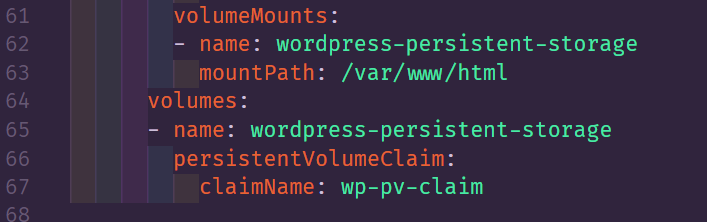 61 volumeMounts:
62 - name: wordpress-persistent-storage
63 mountPath: /var/www/html
64 volumes:
65 - name: wordpress-persistent-storage
66 persistentVolumeClaim:
67 claimName: wp-pv-claim
68